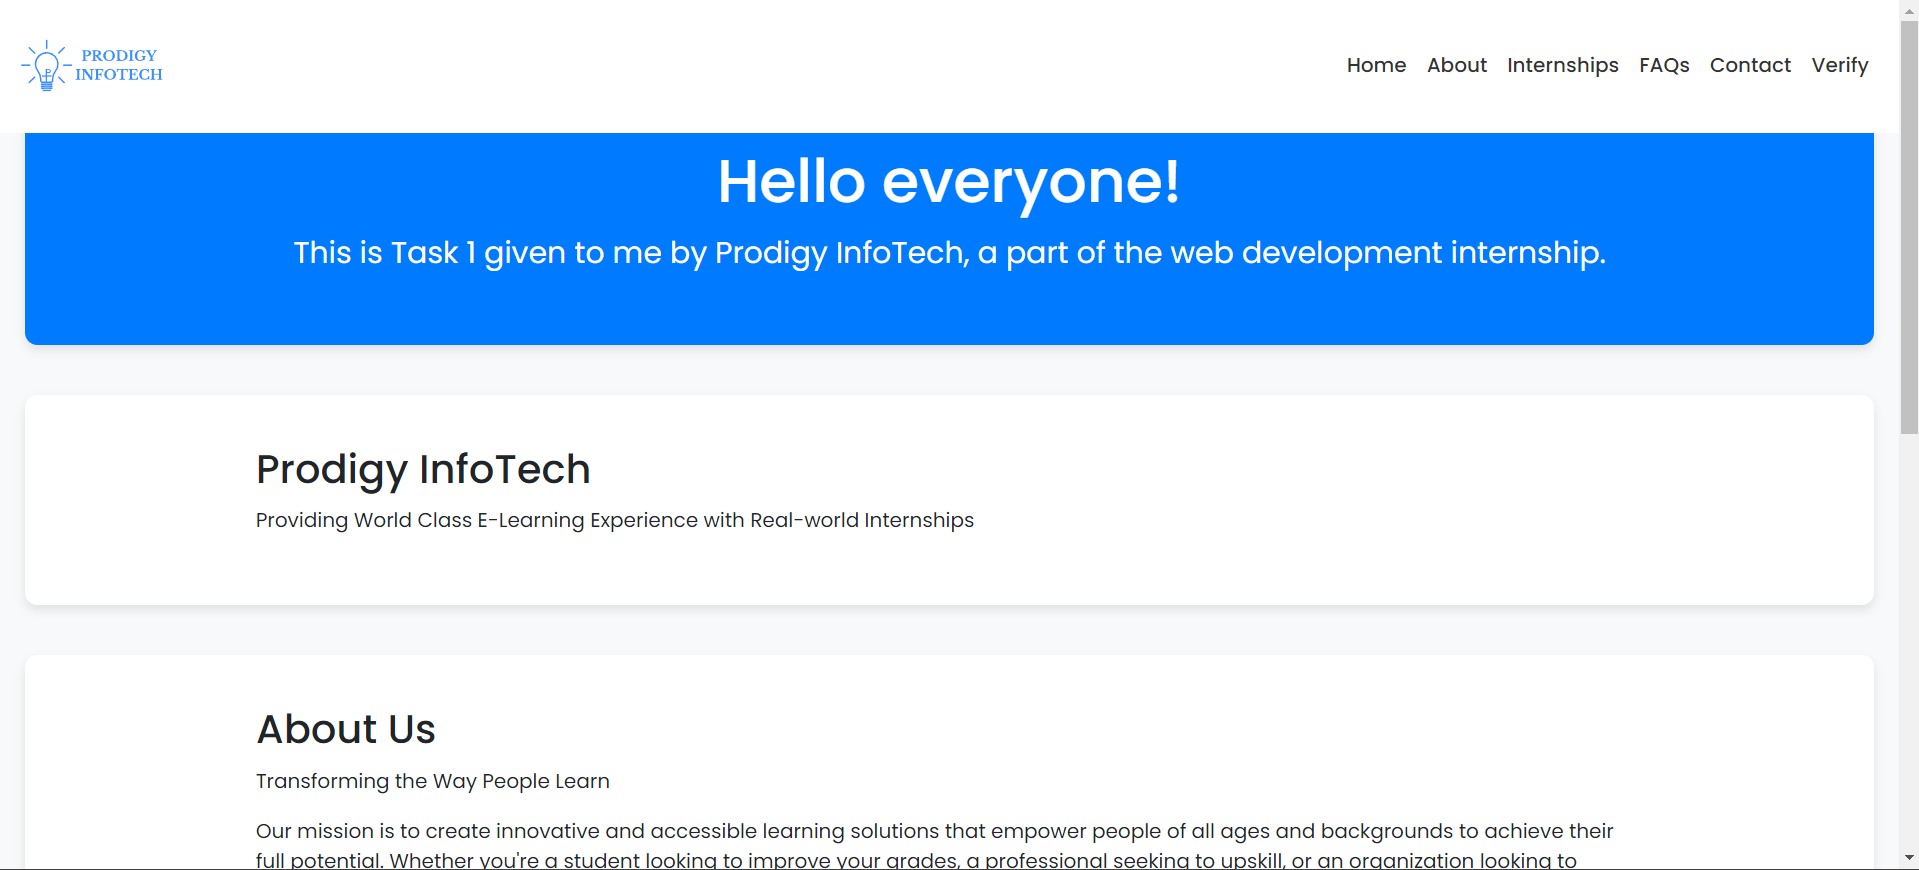 PRODIGY
INFOTECH
Home About Internships FAQs Contact Verify
Hello everyone!
This is Task 1 given to me by Prodigy InfoTech, a part of the web development internship.
Prodigy InfoTech
Providing World Class E-Learning Experience with Real-world Internships
About Us
Transforming the Way People Learn
Our mission is to create innovative and accessible learning solutions that empower people of all ages and backgrounds to achieve their
full potential. Whether you're a student looking to improve your grades, a professional seeking to upskill, or an organization looking to